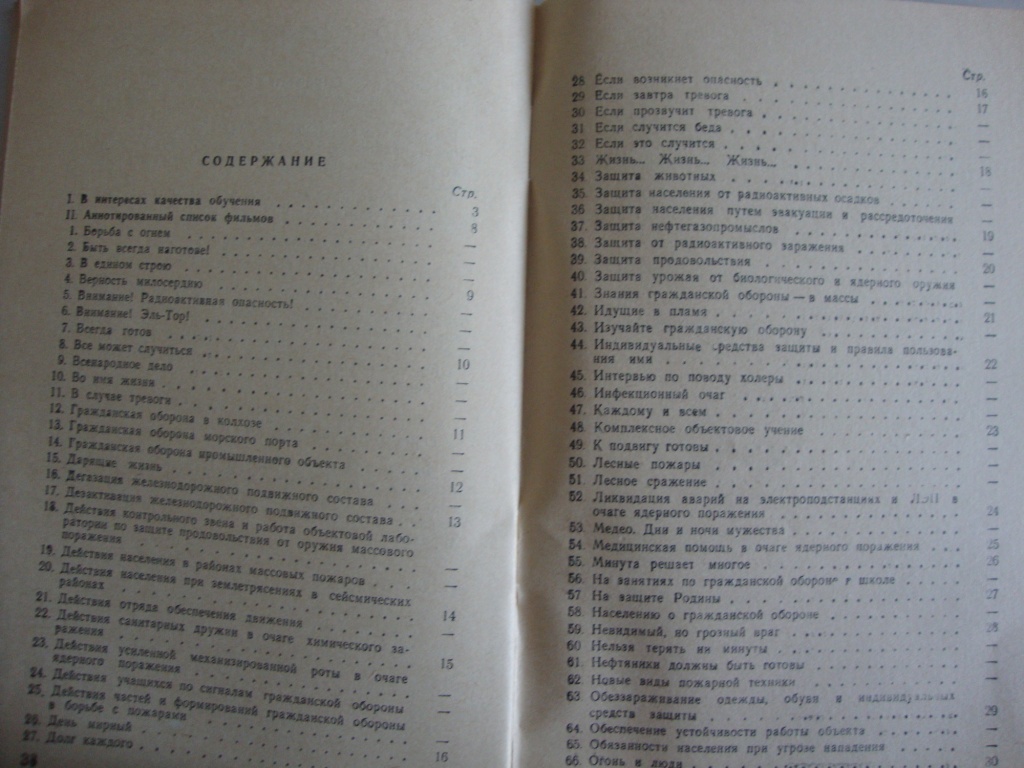 СОДЕРЖАНИЕ
Стр.
I. В интересах качества обучения 3
II. Аннотированный список фильмов 8
1. Борьба с огнем —
2. Быть всегда наготове! —
3. В едином строю —
4. Верность милосердию —
5. Внимание! Радиоактивная опасность! 9
6. Внимание! Эль-Тор! —
7. Всегда готов —
8. Все может случиться —
9. Всенародное дело 10
10. Во имя жизни —
11. В случае тревоги —
12. Гражданская оборона в колхозе —
13. Гражданская оборона морского порта 11
14. Гражданская оборона промышленного объекта —
15. Дарящие жизнь —
16. Дегазация железнодорожного подвижного состава 12
17. Дезактивация железнодорожного подвижного состава 13
18. Действия контрольного звена и работа объектовой лабо-
ратории по защите продовольствия от оружия массового
поражения —
19. Действия населения в районах массовых пожаров —
20. Действия населения при землетрясениях в сейсмических
районах 14
21. Действия отряда обеспечения движения —
22. Действия санитарных дружин в очаге химического за-
ражения 15
23. Действия усиленной механизированной роты в очаге
ядерного поражения —
24. Действия учащихся по сигналам гражданской обороны —
25. Действия частей и формирований гражданской обороны
в борьбе с пожарами —
26. День мирный —
27. Долг каждого 16
38
Стр.
28 Если возникнет опасность 16
29 Если завтра тревога 17
30 Если прозвучит тревога —
31 Если случится беда —
32 Если это случится —
33 Жизнь... Жизнь... Жизнь... 18
34. Защита животных —
35. Защита населения от радиоактивных осадков —
36 Защита населения путем эвакуации и рассредоточения
37. Защита нефтегазопромыслов 19
38. Защита от радиоактивного заражения —
39. Защита продовольствия 20
40. Защита урожая от биологического и ядерного оружия
41. Знания гражданской обороны — в массы —
42. Идущие в пламя 21
43. Изучайте гражданскую оборону —
44. Индивидуальные средства защиты и правила пользова-
ния ими 22
45. Интервью по поводу холеры —
46. Инфекционный очаг —
47. Каждому и всем —
48. Комплексное объектовое учение 23
49. К подвигу готовы —
50. Лесные пожары —
51. Лесное сражение —
52. Ликвидация аварий на электроподстанциях и ЛЭП в
очаге ядерного поражения 24
53. Медео. Дни и ночи мужества —
54. Медицинская помощь в очаге ядерного поражения 25
55. Минута решает многое 26
56. На занятиях по гражданской обороне в школе —
57. На защите Родины 27
58. Населению о гражданской обороне —
59. Невидимый, но грозный враг 28
60 Нельзя терять ни минуты —
61. Нефтяники должны быть готовы —
62. Новые виды пожарной техники —
63. Обеззараживание одежды, обуви и индивидуальных
средств защиты 29
64. Обеспечение устойчивости работы объекта —
65. Обязанности населения при угрозе нападения —
66. Огонь и люди 30